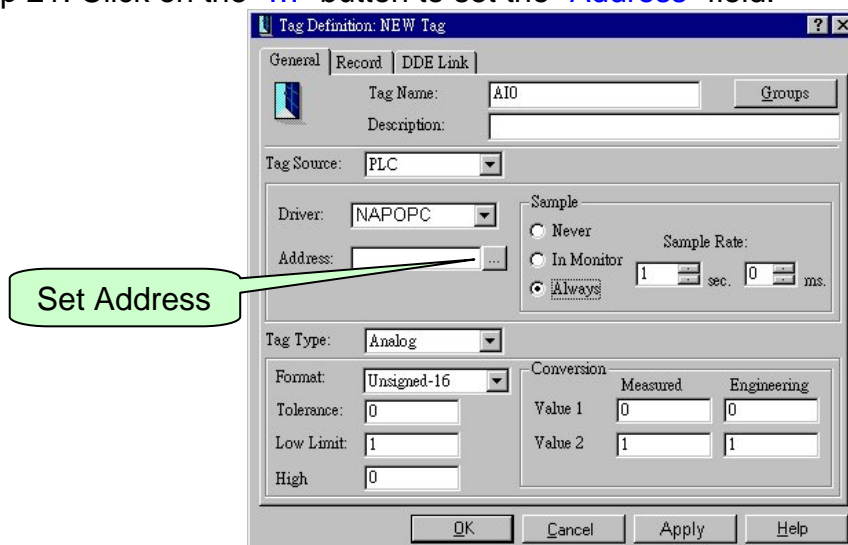 p 21: Click on the "..." button to set the "Address" field.
Tag Definition: NEW Tag
General Record DDE Link
Tag Name: AI0 Groups
Description:
Tag Source: PLC
Driver: NAPOPC
Address: ...
Sample
Never
In Monitor
Always
Sample Rate:
1 sec. 0 ms.
Set Address
Tag Type: Analog
Format: Unsigned-16
Tolerance: 0
Low Limit: 1
High 0
Conversion
Measured Engineering
Value 1 0 0
Value 2 1 1
OK Cancel Apply Help